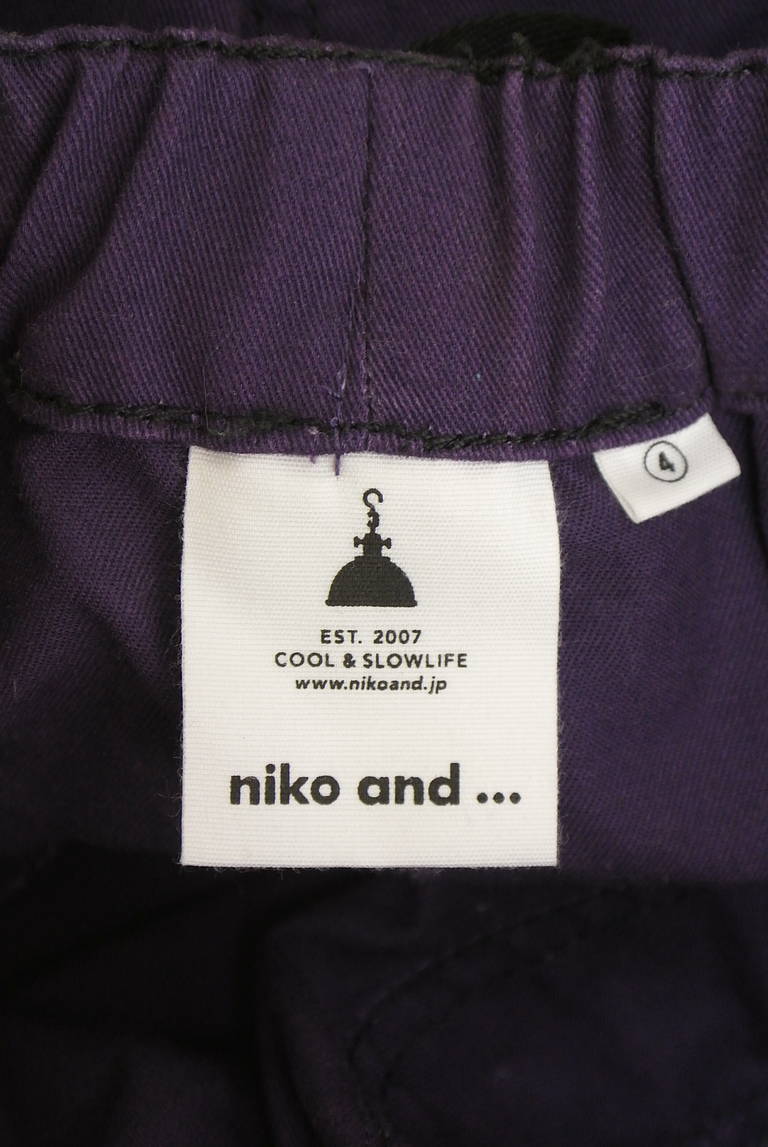 ④
EST. 2007
COOL & SLOWLIFE
www.nikoand.jp
niko and ...